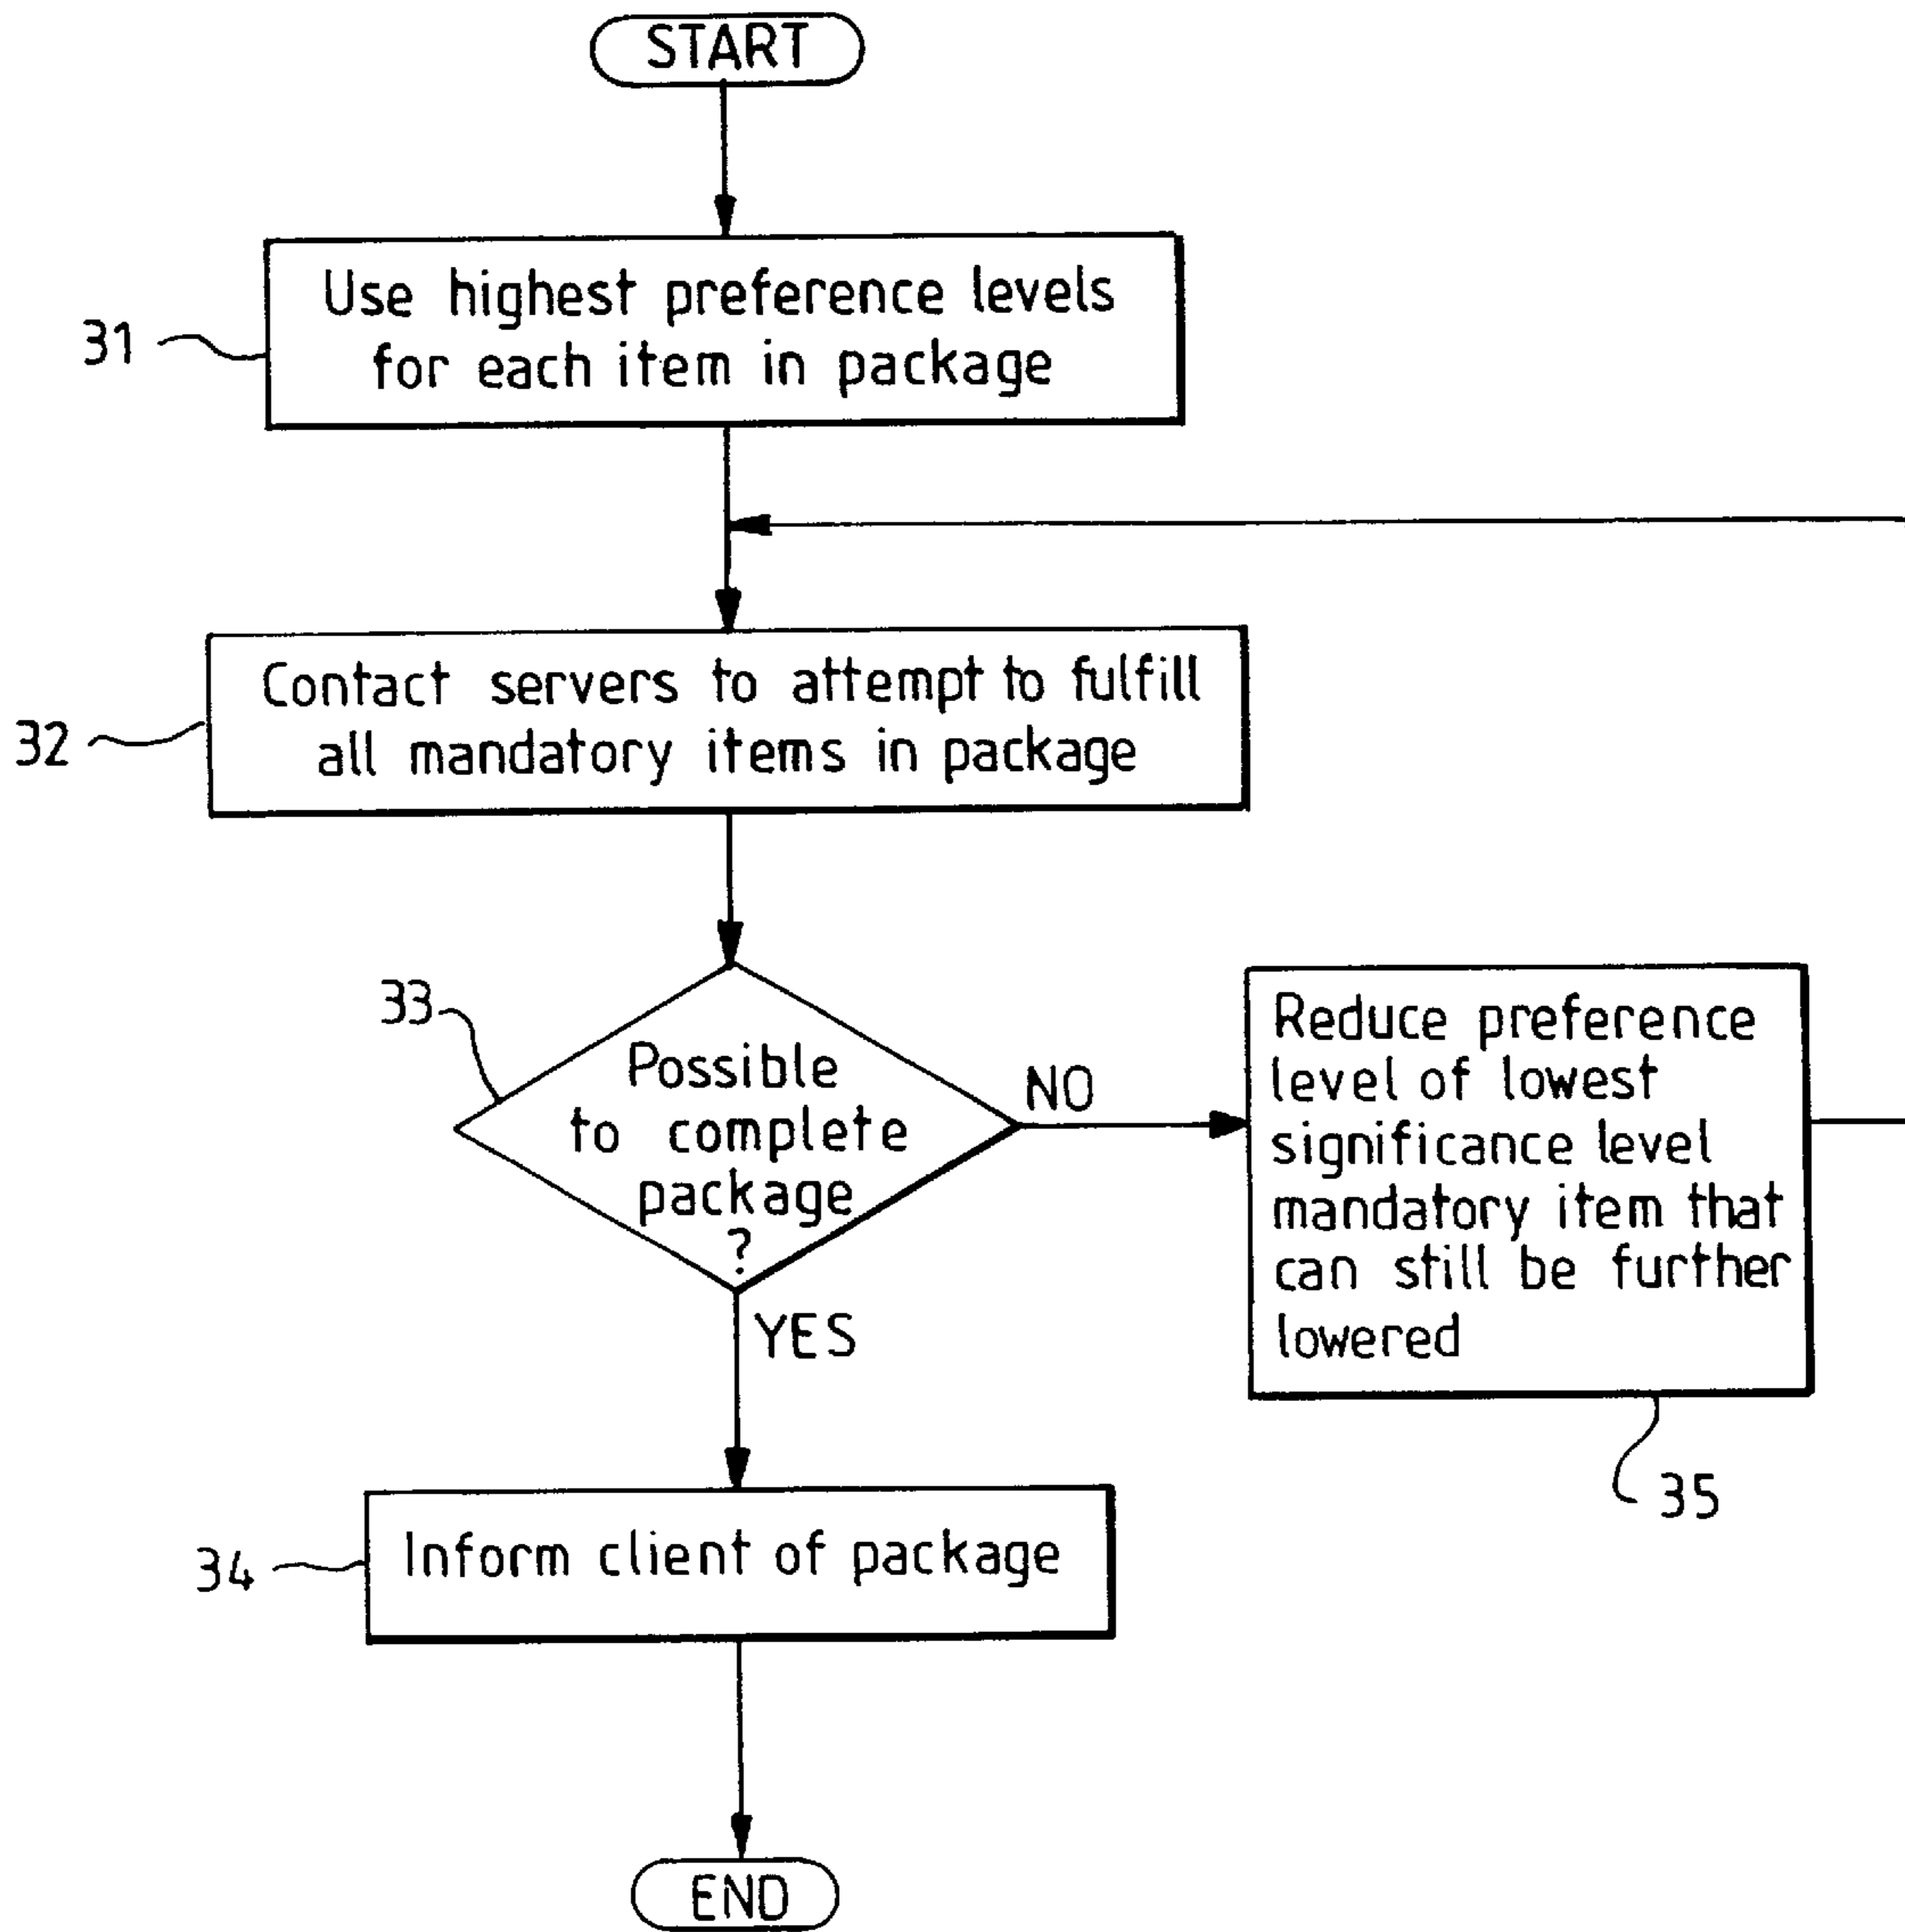 START
31
Use highest preference levels
for each item in package
32
Contact servers to attempt to fulfill
all mandatory items in package
33
Possible
to complete
package
?
NO
YES
Reduce preference
level of lowest
significance level
mandatory item that
can still be further
lowered
35
34
Inform client of package
END